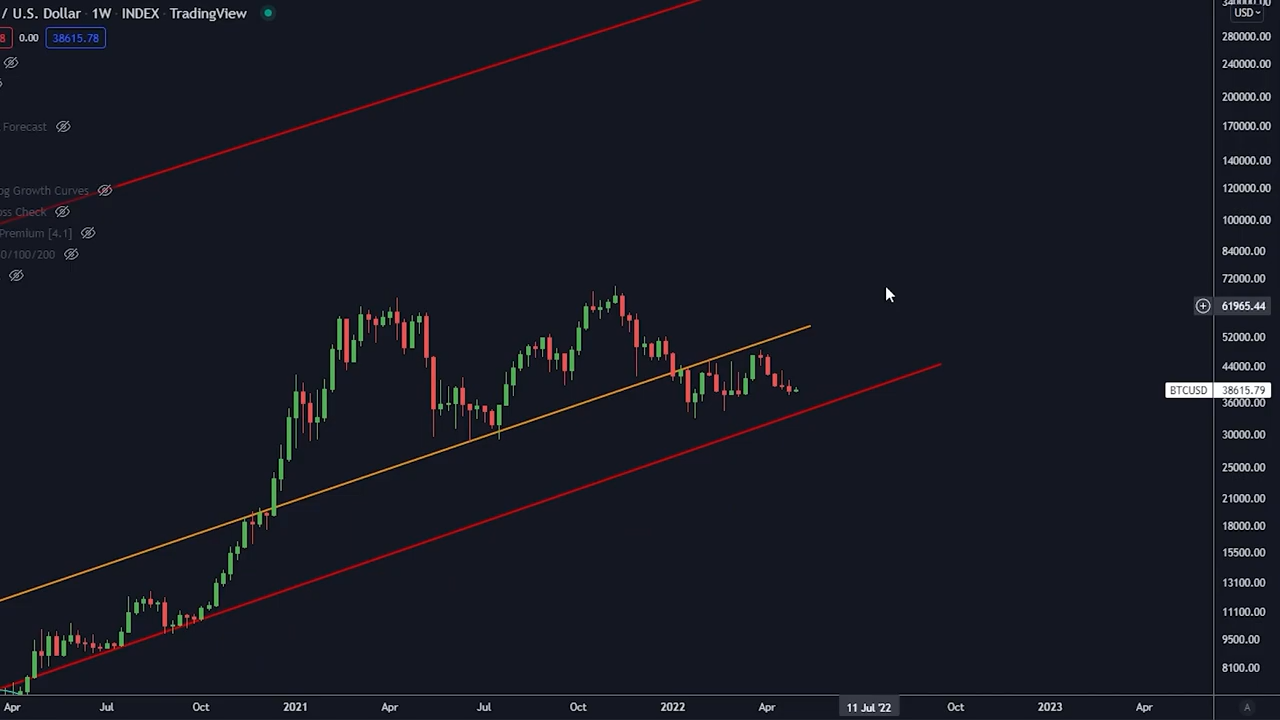 / U.S. Dollar · 1W · INDEX · TradingView
8 0.00 38615.78
Forecast
og Growth Curves
oss Check
Premium [4.1]
0/100/200
340000.00
USD
280000.00
240000.00
200000.00
170000.00
140000.00
120000.00
100000.00
84000.00
72000.00
61965.44
52000.00
44000.00
BTCUSD 38615.79
36000.00
30000.00
25000.00
21000.00
18000.00
15500.00
13100.00
11100.00
9500.00
8100.00
Apr Jul Oct 2021 Apr Jul Oct 2022 Apr 11 Jul '22 Oct 2023 Apr A